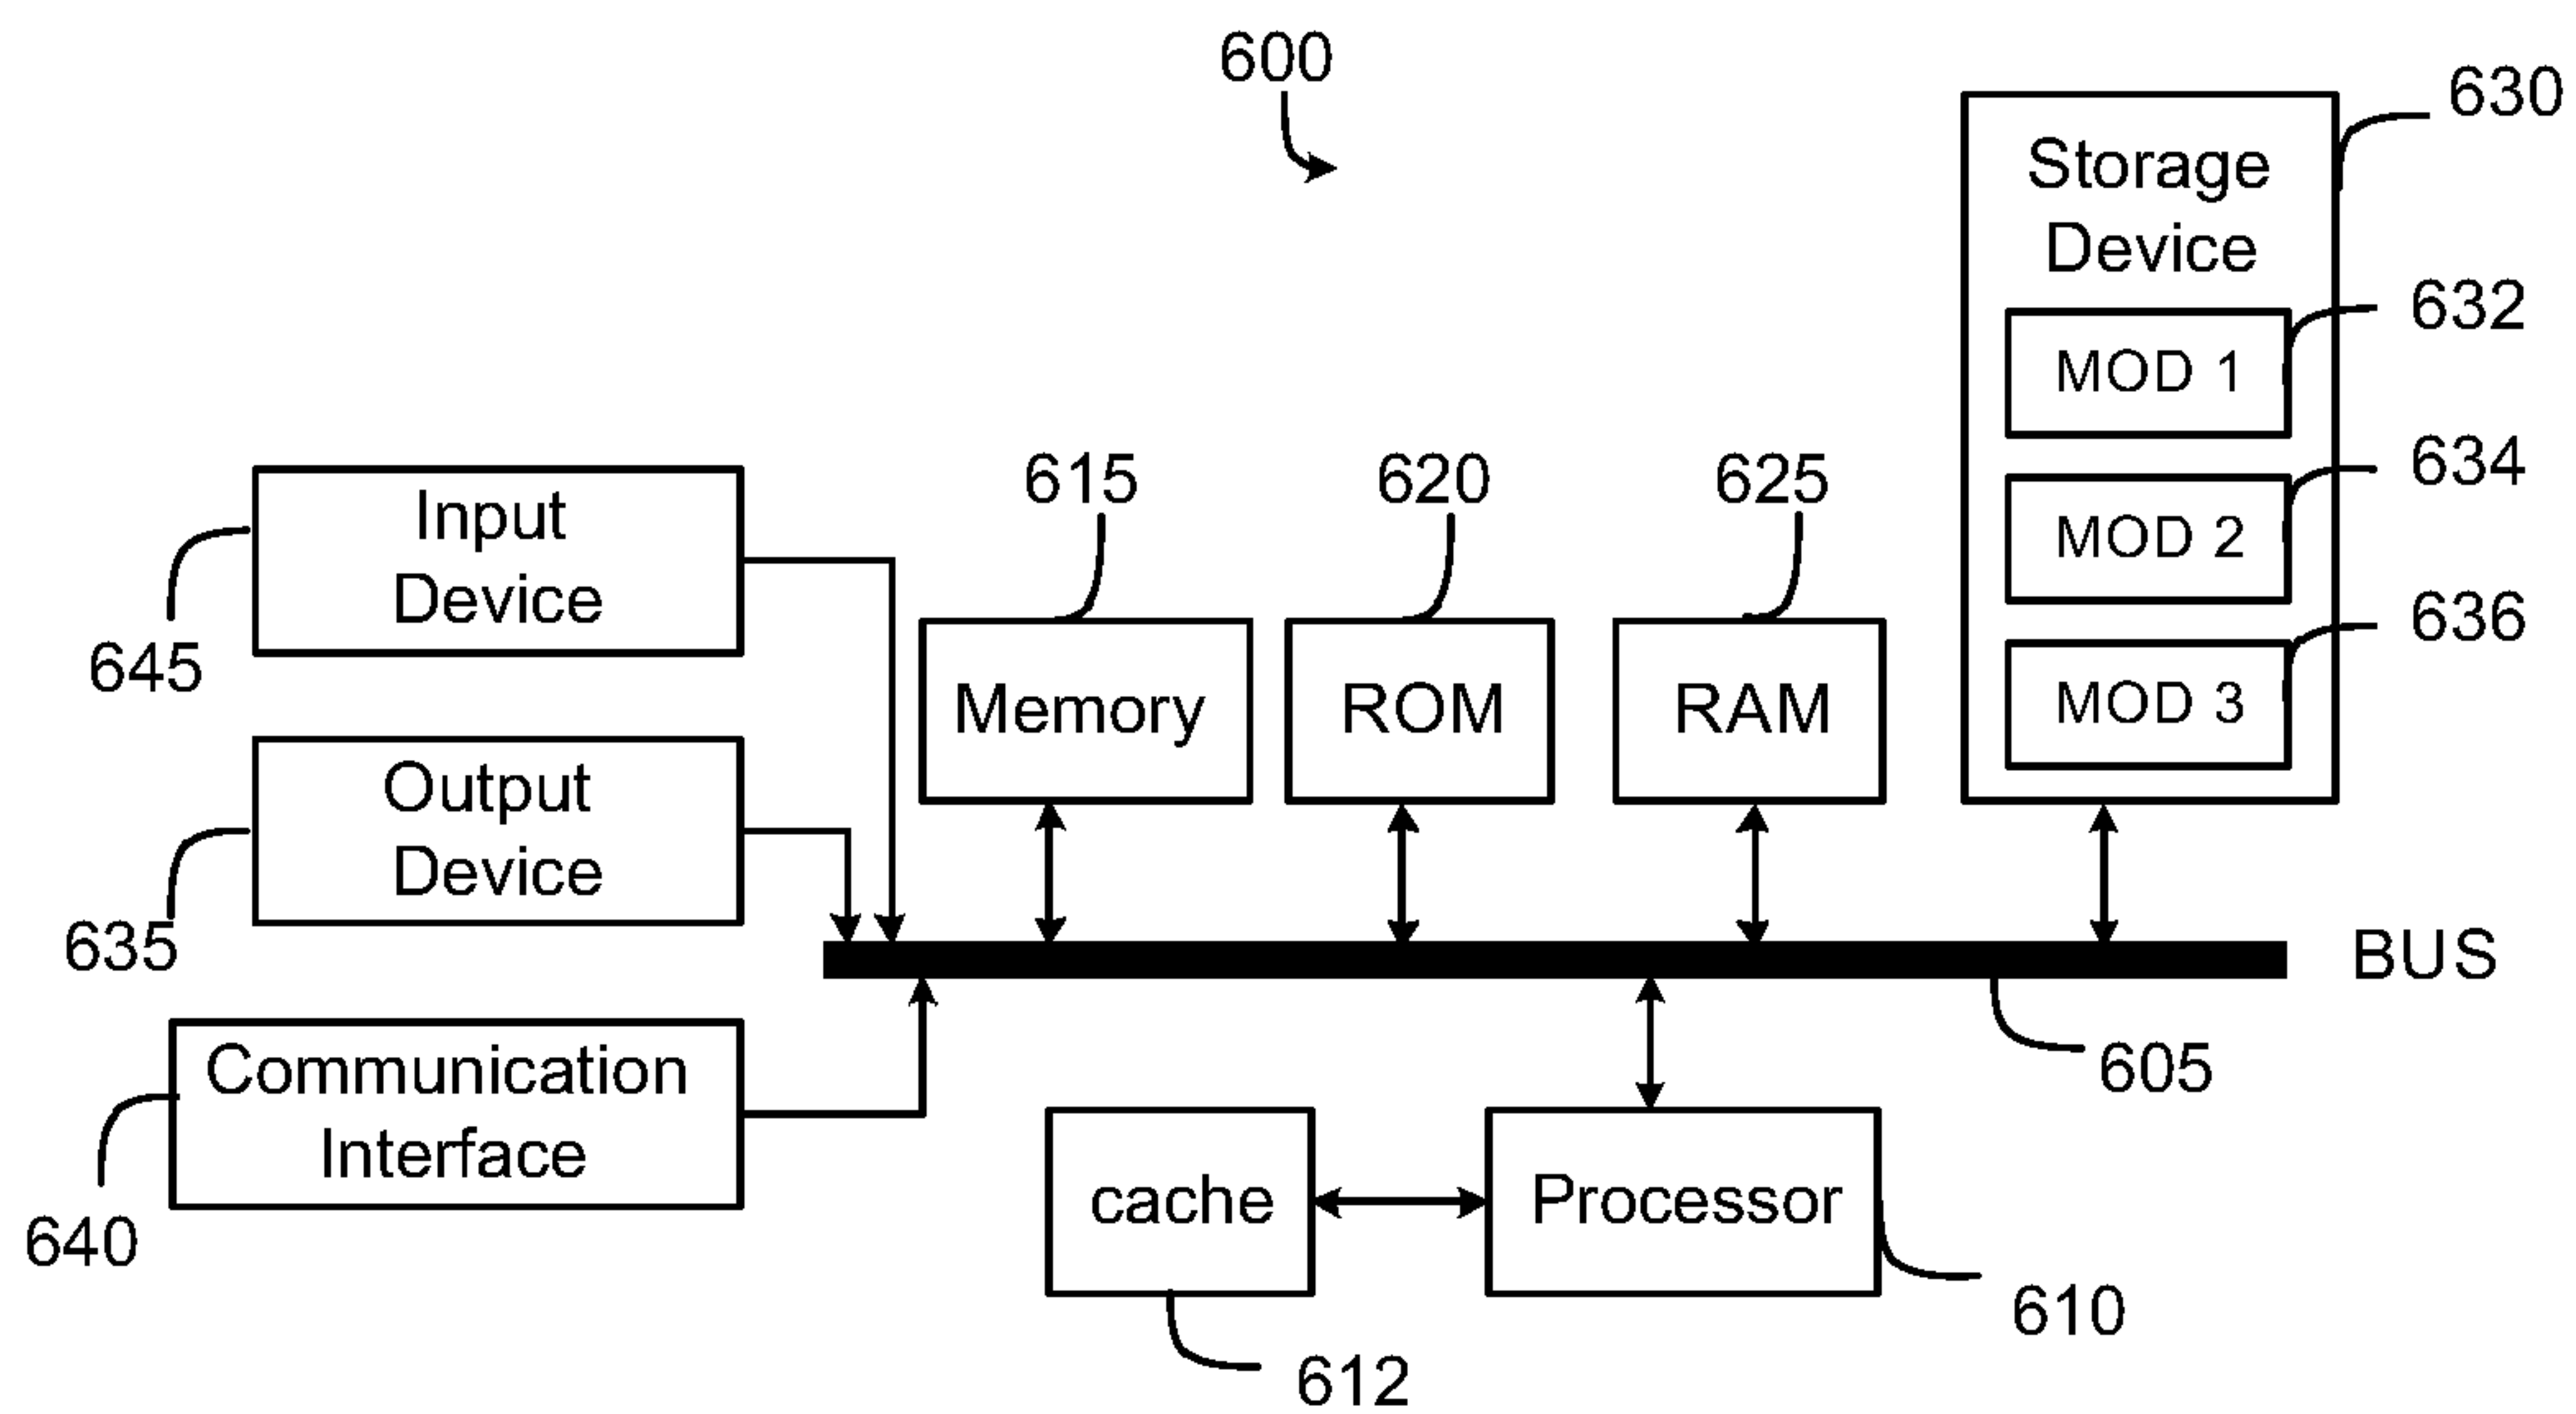 600
630
Storage
Device
632
MOD 1
634
MOD 2
636
MOD 3
615
620
625
Input
Device
645
Memory
ROM
RAM
Output
Device
635
BUS
605
Communication
Interface
640
cache
Processor
610
612